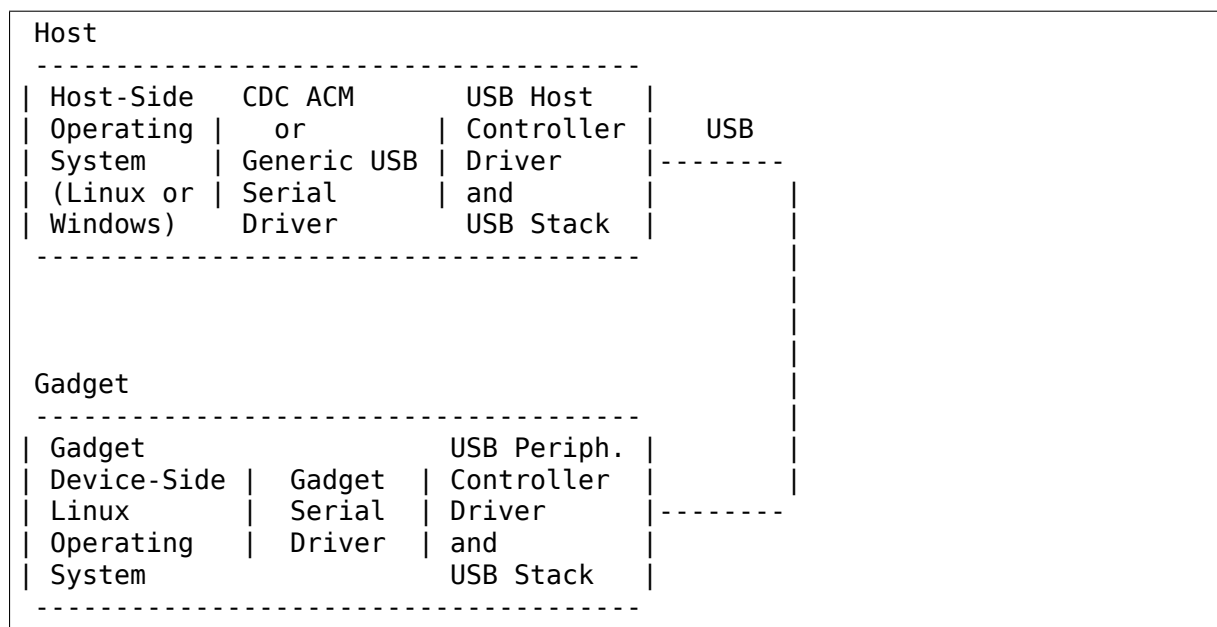 Host
--------------------------------------
| Host-Side   CDC ACM       USB Host   |
| Operating |   or        | Controller |   USB
| System    | Generic USB | Driver     |--------
| (Linux or | Serial      | and        |        |
| Windows)    Driver        USB Stack  |        |
--------------------------------------          |
                                                |
                                                |
                                                |
Gadget                                          |
--------------------------------------          |
| Gadget                   USB Periph. |        |
| Device-Side |  Gadget  | Controller  |        |
| Linux       |  Serial  | Driver      |--------
| Operating   |  Driver  | and         |
| System                   USB Stack   |
--------------------------------------